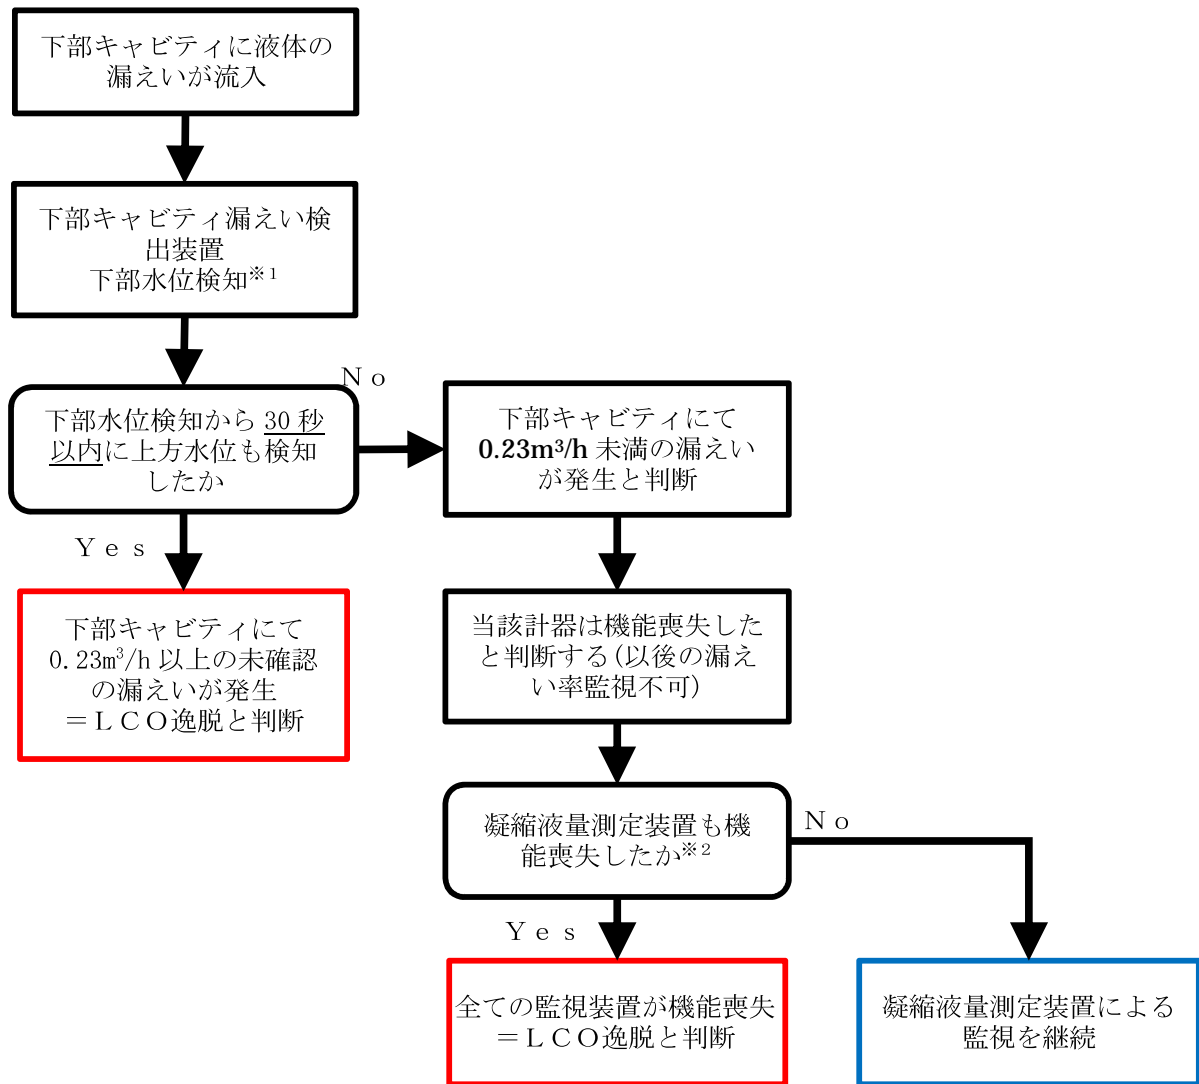 下部キャビティに液体の
漏えいが流入
下部キャビティ漏えい検
出装置
下部水位検知※1
下部水位検知から 30 秒
以内に上方水位も検知
したか
No
下部キャビティにて
0.23m³/h 未満の漏えい
が発生と判断
Yes
下部キャビティにて
0.23m³/h 以上の未確認
の漏えいが発生
＝ＬＣＯ逸脱と判断
当該計器は機能喪失した
と判断する(以後の漏え
い率監視不可)
凝縮液量測定装置も機
能喪失したか※2
No
Yes
全ての監視装置が機能喪失
＝ＬＣＯ逸脱と判断
凝縮液量測定装置による
監視を継続